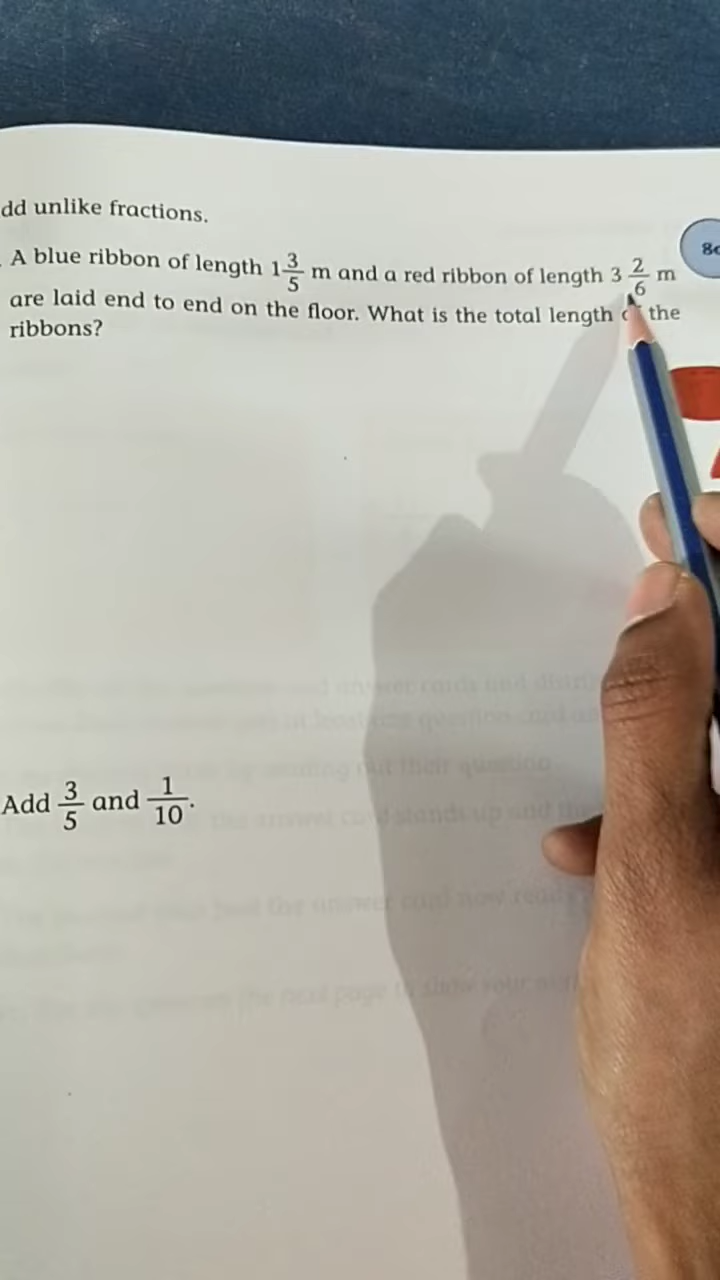 dd unlike fractions.
A blue ribbon of length 1 3/5 m and a red ribbon of length 3 2/6 m
are laid end to end on the floor. What is the total length the
ribbons?
Add 3/5 and 1/10.